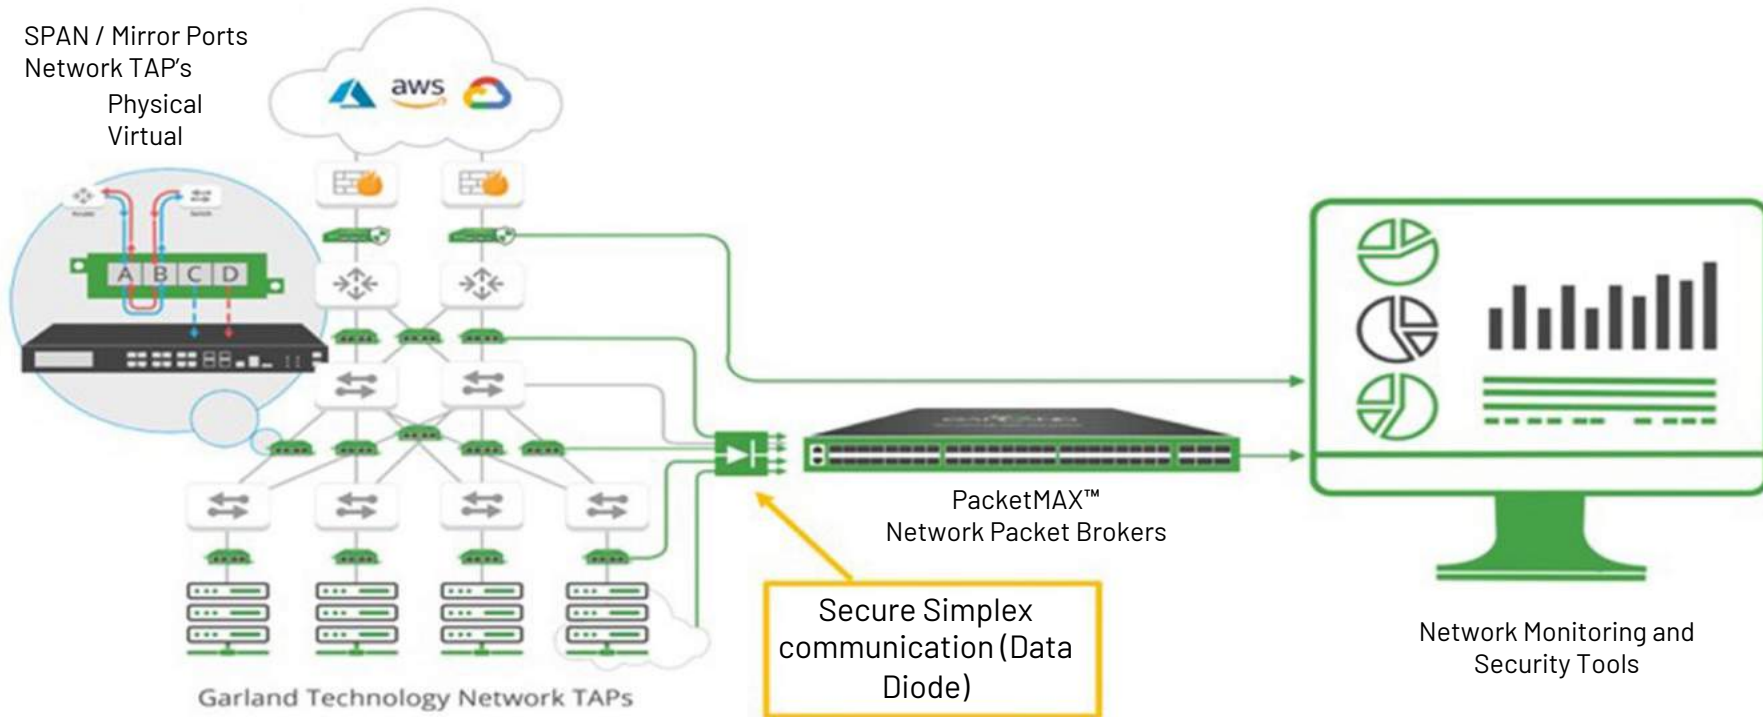 SPAN / Mirror Ports
Network TAP's
Physical
Virtual
aws
A B C D
PacketMAX™
Network Packet Brokers
Secure Simplex
communication (Data
Diode)
Network Monitoring and
Security Tools
Garland Technology Network TAPs